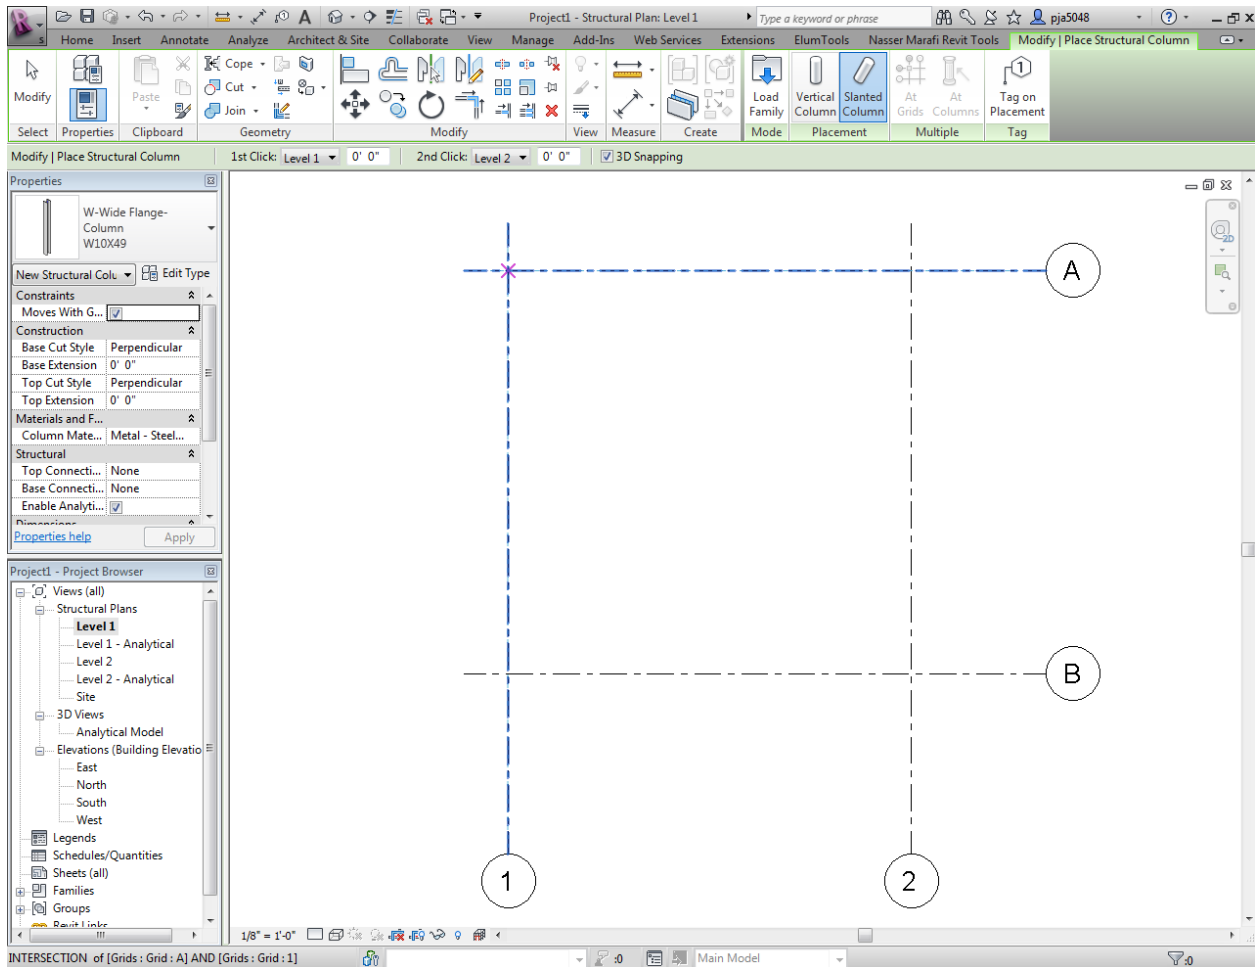 Project1 - Structural Plan: Level 1
Type a keyword or phrase
pja5048
Home Insert Annotate Analyze Architect & Site Collaborate View Manage Add-Ins Web Services Extensions ElumTools Nasser Marafi Revit Tools Modify | Place Structural Column
Modify
Paste
Cope
Cut
Join
Load Family
Vertical Column
Slanted Column
At Grids
At Columns
Tag on Placement
Select Properties Clipboard Geometry Modify View Measure Create Mode Placement Multiple Tag
Modify | Place Structural Column 1st Click: Level 1 0' 0" 2nd Click: Level 2 0' 0" 3D Snapping
Properties
W-Wide Flange-
Column
W10X49
New Structural Colu Edit Type
Constraints
Moves With G...
Construction
Base Cut Style Perpendicular
Base Extension 0' 0"
Top Cut Style Perpendicular
Top Extension 0' 0"
Materials and F...
Column Mate... Metal - Steel...
Structural
Top Connecti... None
Base Connecti... None
Enable Analyti...
Dimensions
Properties help Apply
Project1 - Project Browser
Views (all)
Structural Plans
Level 1
Level 1 - Analytical
Level 2
Level 2 - Analytical
Site
3D Views
Analytical Model
Elevations (Building Elevatio
East
North
South
West
Legends
Schedules/Quantities
Sheets (all)
Families
Groups
Revit Links
A
B
1
2
2D
1/8" = 1'-0"
INTERSECTION of [Grids : Grid : A] AND [Grids : Grid : 1] :0 Main Model :0